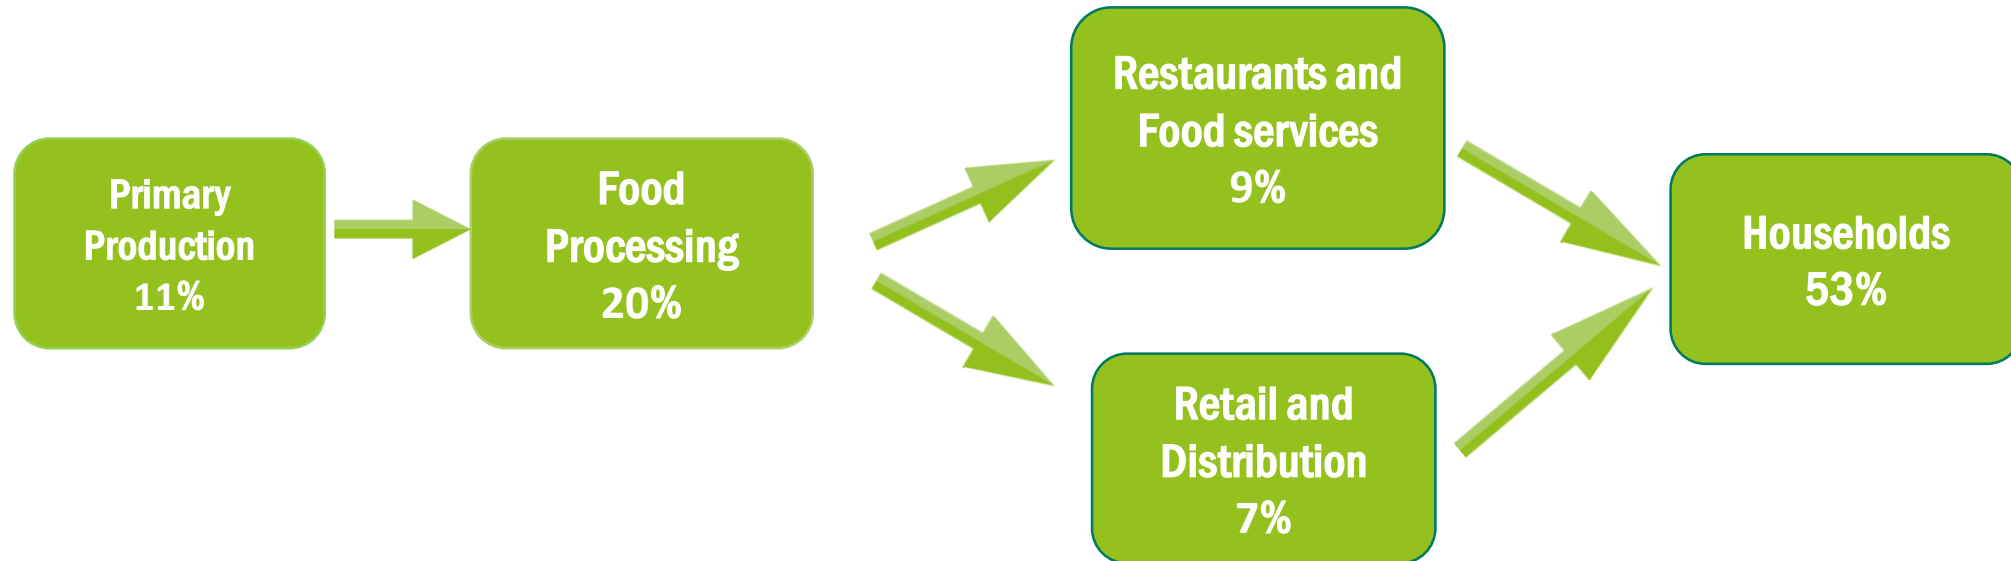 Primary
Production
11%
Food
Processing
20%
Restaurants and
Food services
9%
Retail and
Distribution
7%
Households
53%